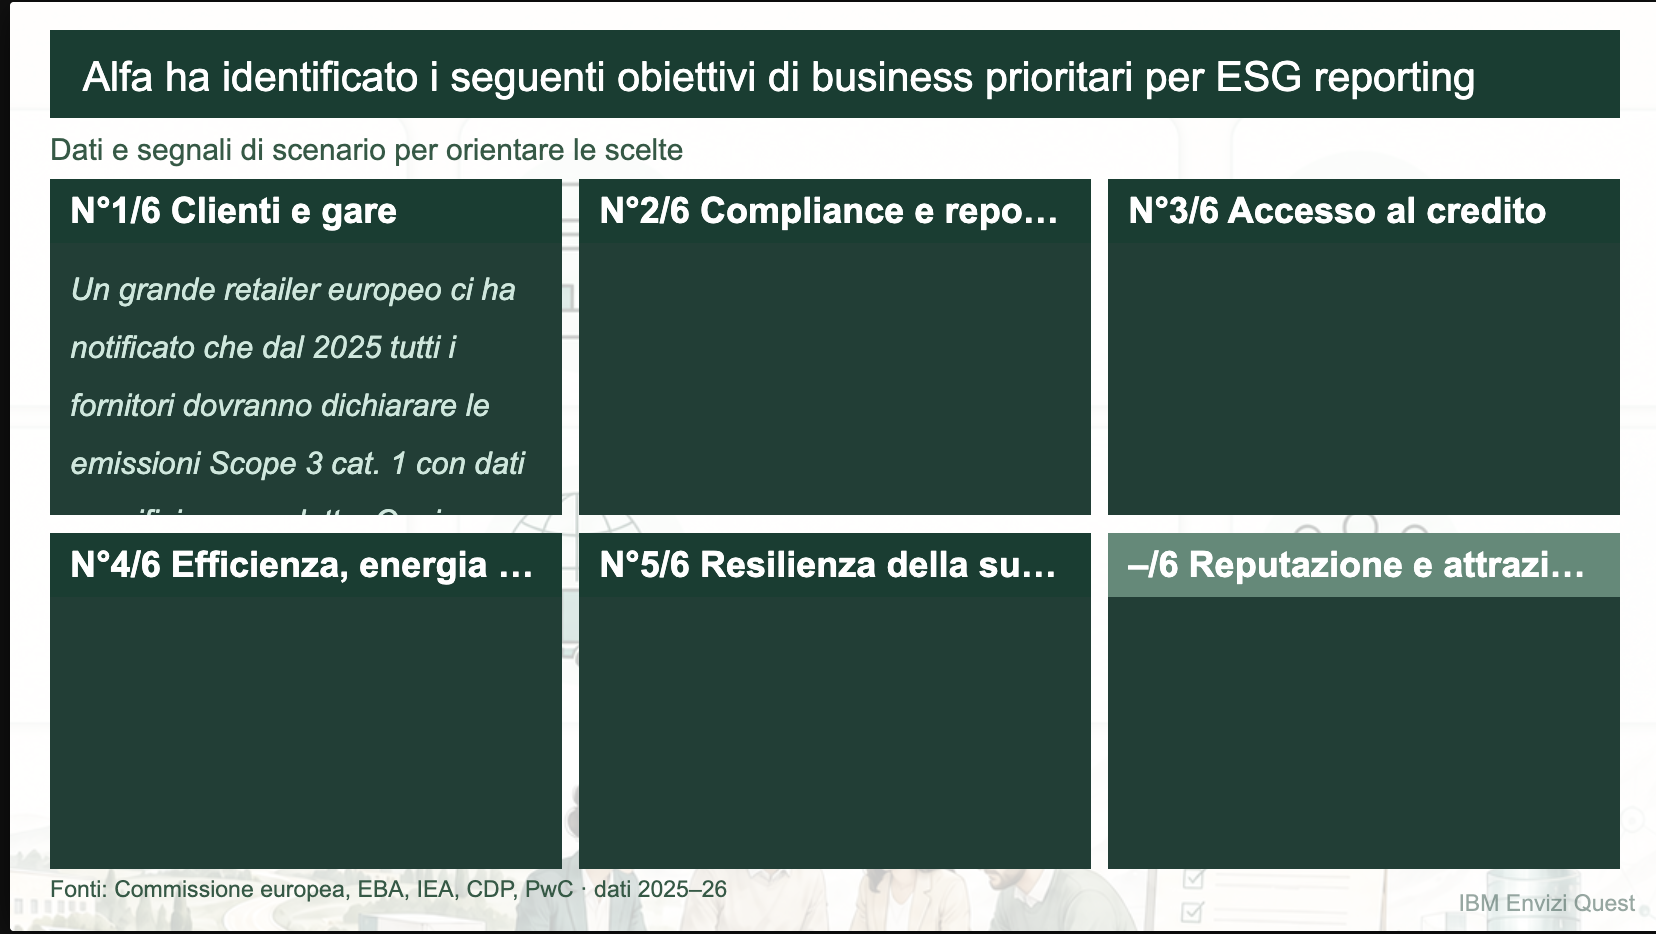 Alfa ha identificato i seguenti obiettivi di business prioritari per ESG reporting
Dati e segnali di scenario per orientare le scelte
N°1/6 Clienti e gare
Un grande retailer europeo ci ha
notificato che dal 2025 tutti i
fornitori dovranno dichiarare le
emissioni Scope 3 cat. 1 con dati
N°2/6 Compliance e repo…
N°3/6 Accesso al credito
N°4/6 Efficienza, energia …
N°5/6 Resilienza della su…
–/6 Reputazione e attrazi…
Fonti: Commissione europea, EBA, IEA, CDP, PwC · dati 2025–26
IBM Envizi Quest